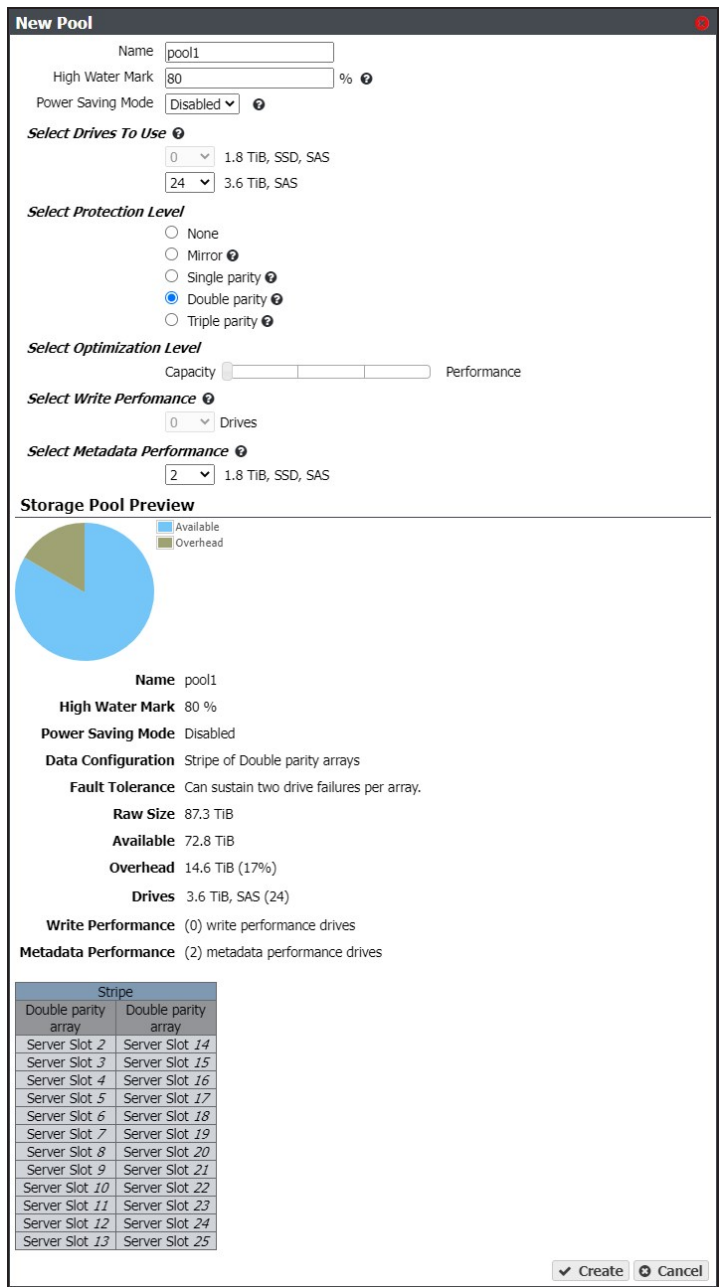 New Pool
Name pool1
High Water Mark 80 %
Power Saving Mode Disabled
Select Drives To Use
0 1.8 TiB, SSD, SAS
24 3.6 TiB, SAS
Select Protection Level
None
Mirror
Single parity
Double parity
Triple parity
Select Optimization Level
Capacity Performance
Select Write Perfomance
0 Drives
Select Metadata Performance
2 1.8 TiB, SSD, SAS
Storage Pool Preview
Available
Overhead
Name pool1
High Water Mark 80 %
Power Saving Mode Disabled
Data Configuration Stripe of Double parity arrays
Fault Tolerance Can sustain two drive failures per array.
Raw Size 87.3 TiB
Available 72.8 TiB
Overhead 14.6 TiB (17%)
Drives 3.6 TiB, SAS (24)
Write Performance (0) write performance drives
Metadata Performance (2) metadata performance drives
Stripe
Double parity Double parity
array array
Server Slot 2 Server Slot 14
Server Slot 3 Server Slot 15
Server Slot 4 Server Slot 16
Server Slot 5 Server Slot 17
Server Slot 6 Server Slot 18
Server Slot 7 Server Slot 19
Server Slot 8 Server Slot 20
Server Slot 9 Server Slot 21
Server Slot 10 Server Slot 22
Server Slot 11 Server Slot 23
Server Slot 12 Server Slot 24
Server Slot 13 Server Slot 25
Create Cancel